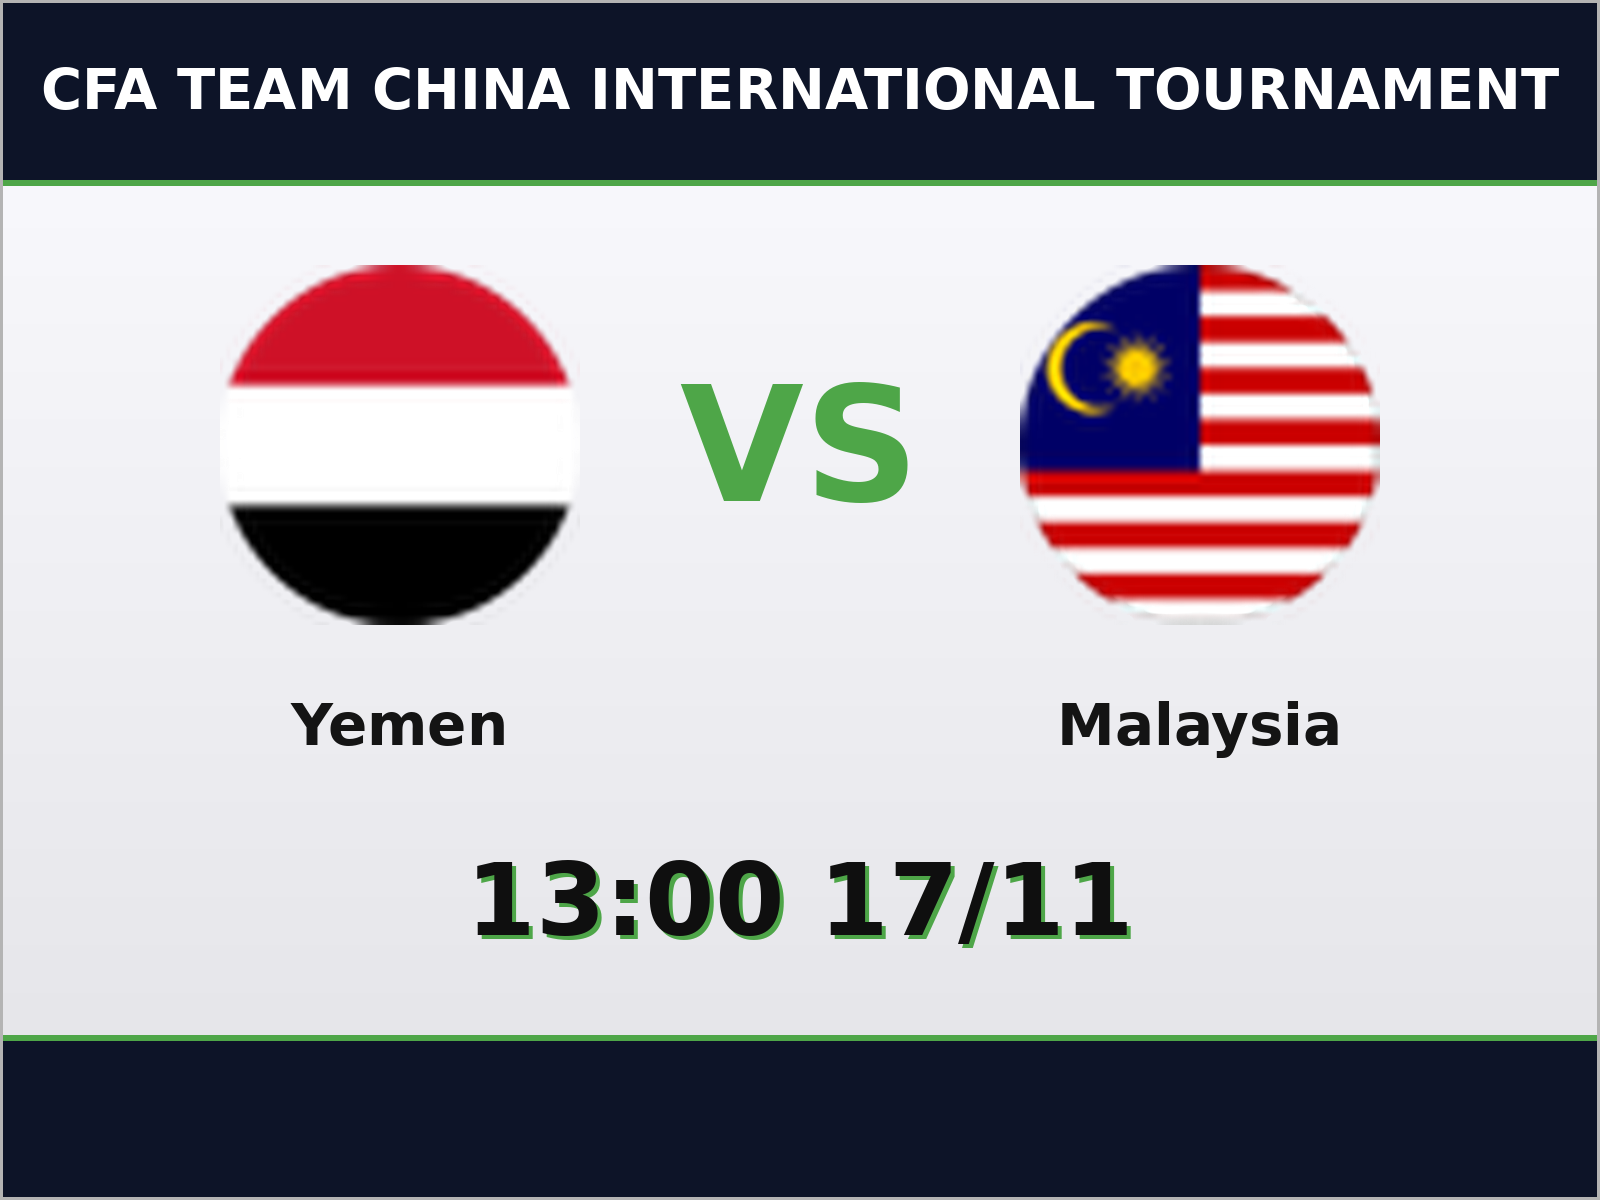 CFA TEAM CHINA INTERNATIONAL TOURNAMENT
VS
Yemen
Malaysia
13:00 17/11